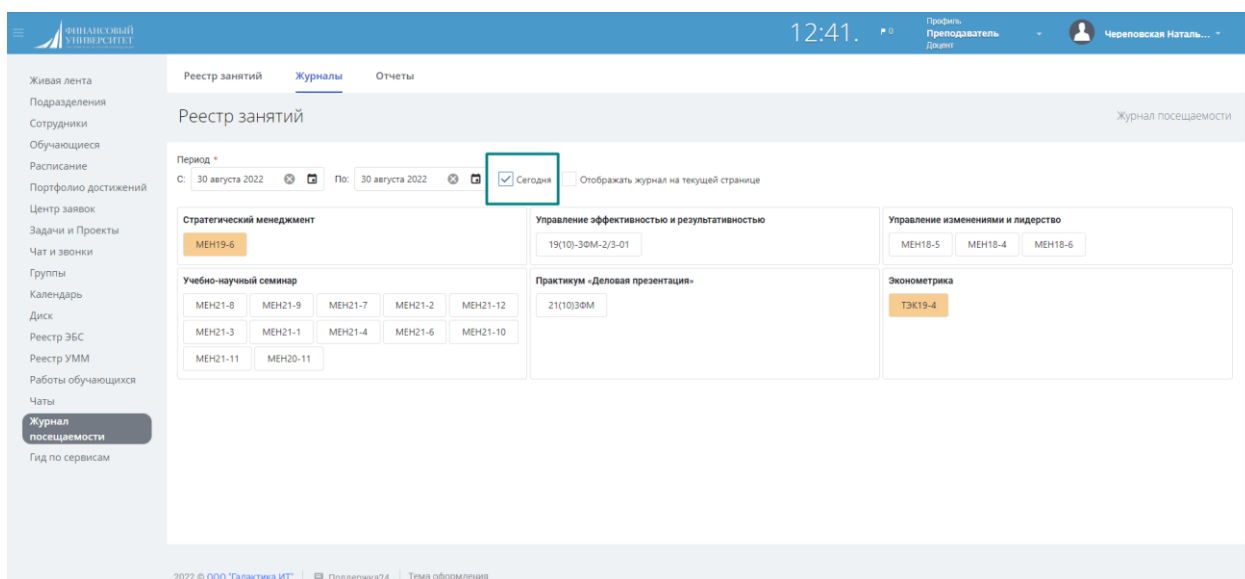 ФИНАНСОВЫЙ
УНИВЕРСИТЕТ
12:41.
0
Профиль
Преподаватель
Доцент
Череповская Наталь...
Живая лента
Подразделения
Сотрудники
Обучающиеся
Расписание
Портфолио достижений
Центр заявок
Задачи и Проекты
Чат и звонки
Группы
Календарь
Диск
Реестр ЭБС
Реестр УММ
Работы обучающихся
Чаты
Журнал
посещаемости
Гид по сервисам
Реестр занятий Журналы Отчеты
Реестр занятий
Журнал посещаемости
Период *
С: 30 августа 2022 По: 30 августа 2022 Сегодня Отображать журнал на текущей странице
Стратегический менеджмент
МЕН19-6
Управление эффективностью и результативностью
19(10)-3ФМ-2/3-01
Управление изменениями и лидерство
МЕН18-5 МЕН18-4 МЕН18-6
Учебно-научный семинар
МЕН21-8 МЕН21-9 МЕН21-7 МЕН21-2 МЕН21-12
МЕН21-3 МЕН21-1 МЕН21-4 МЕН21-6 МЕН21-10
МЕН21-11 МЕН20-11
Практикум «Деловая презентация»
21(10)3ФМ
Эконометрика
ТЭК19-4
2022 © ООО "Галактика ИТ" Поддержка24 Тема оформления